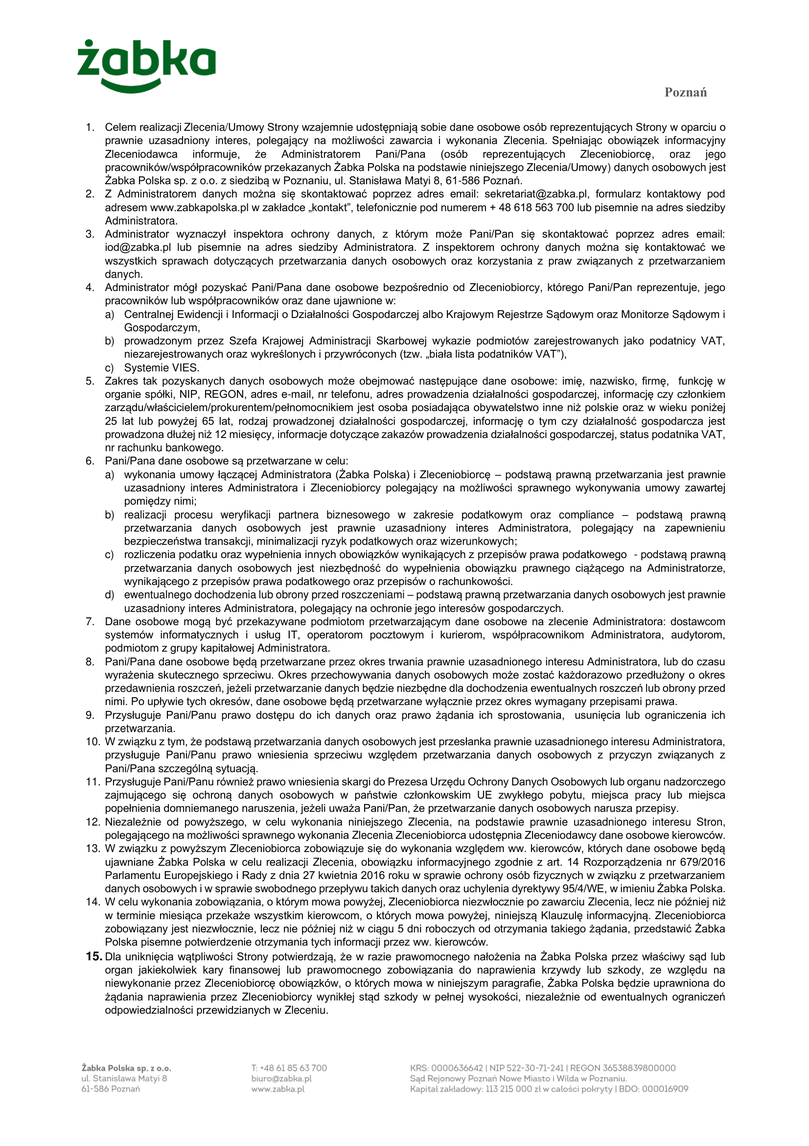 żabka
Poznań
1. Celem realizacji Zlecenia/Umowy Strony wzajemnie udostępniają sobie dane osobowe osób reprezentujących Strony w oparciu o
prawnie uzasadniony interes, polegający na możliwości zawarcia i wykonania Zlecenia. Spełniając obowiązek informacyjny
Zleceniodawca informuje, że Administratorem Pani/Pana (osób reprezentujących Zleceniobiorcę, oraz jego
pracowników/współpracowników przekazanych Żabka Polska na podstawie niniejszego Zlecenia/Umowy) danych osobowych jest
Żabka Polska sp. z o.o. z siedzibą w Poznaniu, ul. Stanisława Matyi 8, 61-586 Poznań.
2. Z Administratorem danych można się skontaktować poprzez adres email: sekretariat@zabka.pl, formularz kontaktowy pod
adresem www.zabkapolska.pl w zakładce „kontakt”, telefonicznie pod numerem + 48 618 563 700 lub pisemnie na adres siedziby
Administratora.
3. Administrator wyznaczył inspektora ochrony danych, z którym może Pani/Pan się skontaktować poprzez adres email:
iod@zabka.pl lub pisemnie na adres siedziby Administratora. Z inspektorem ochrony danych można się kontaktować we
wszystkich sprawach dotyczących przetwarzania danych osobowych oraz korzystania z praw związanych z przetwarzaniem
danych.
4. Administrator mógł pozyskać Pani/Pana dane osobowe bezpośrednio od Zleceniobiorcy, którego Pani/Pan reprezentuje, jego
pracowników lub współpracowników oraz dane ujawnione w:
a) Centralnej Ewidencji i Informacji o Działalności Gospodarczej albo Krajowym Rejestrze Sądowym oraz Monitorze Sądowym i
Gospodarczym,
b) prowadzonym przez Szefa Krajowej Administracji Skarbowej wykazie podmiotów zarejestrowanych jako podatnicy VAT,
niezarejestrowanych oraz wykreślonych i przywróconych (tzw. „biała lista podatników VAT”),
c) Systemie VIES.
5. Zakres tak pozyskanych danych osobowych może obejmować następujące dane osobowe: imię, nazwisko, firmę, funkcję w
organie spółki, NIP, REGON, adres e-mail, nr telefonu, adres prowadzenia działalności gospodarczej, informację czy członkiem
zarządu/właścicielem/prokurentem/pełnomocnikiem jest osoba posiadająca obywatelstwo inne niż polskie oraz w wieku poniżej
25 lat lub powyżej 65 lat, rodzaj prowadzonej działalności gospodarczej, informację o tym czy działalność gospodarcza jest
prowadzona dłużej niż 12 miesięcy, informacje dotyczące zakazów prowadzenia działalności gospodarczej, status podatnika VAT,
nr rachunku bankowego.
6. Pani/Pana dane osobowe są przetwarzane w celu:
a) wykonania umowy łączącej Administratora (Żabka Polska) i Zleceniobiorcę – podstawą prawną przetwarzania jest prawnie
uzasadniony interes Administratora i Zleceniobiorcy polegający na możliwości sprawnego wykonywania umowy zawartej
pomiędzy nimi;
b) realizacji procesu weryfikacji partnera biznesowego w zakresie podatkowym oraz compliance – podstawą prawną
przetwarzania danych osobowych jest prawnie uzasadniony interes Administratora, polegający na zapewnieniu
bezpieczeństwa transakcji, minimalizacji ryzyk podatkowych oraz wizerunkowych;
c) rozliczenia podatku oraz wypełnienia innych obowiązków wynikających z przepisów prawa podatkowego - podstawą prawną
przetwarzania danych osobowych jest niezbędność do wypełnienia obowiązku prawnego ciążącego na Administratorze,
wynikającego z przepisów prawa podatkowego oraz przepisów o rachunkowości.
d) ewentualnego dochodzenia lub obrony przed roszczeniami – podstawą prawną przetwarzania danych osobowych jest prawnie
uzasadniony interes Administratora, polegający na ochronie jego interesów gospodarczych.
7. Dane osobowe mogą być przekazywane podmiotom przetwarzającym dane osobowe na zlecenie Administratora: dostawcom
systemów informatycznych i usług IT, operatorom pocztowym i kurierom, współpracownikom Administratora, audytorom,
podmiotom z grupy kapitałowej Administratora.
8. Pani/Pana dane osobowe będą przetwarzane przez okres trwania prawnie uzasadnionego interesu Administratora, lub do czasu
wyrażenia skutecznego sprzeciwu. Okres przechowywania danych osobowych może zostać każdorazowo przedłużony o okres
przedawnienia roszczeń, jeżeli przetwarzanie danych będzie niezbędne dla dochodzenia ewentualnych roszczeń lub obrony przed
nimi. Po upływie tych okresów, dane osobowe będą przetwarzane wyłącznie przez okres wymagany przepisami prawa.
9. Przysługuje Pani/Panu prawo dostępu do ich danych oraz prawo żądania ich sprostowania, usunięcia lub ograniczenia ich
przetwarzania.
10. W związku z tym, że podstawą przetwarzania danych osobowych jest przesłanka prawnie uzasadnionego interesu Administratora,
przysługuje Pani/Panu prawo wniesienia sprzeciwu względem przetwarzania danych osobowych z przyczyn związanych z
Pani/Pana szczególną sytuacją.
11. Przysługuje Pani/Panu również prawo wniesienia skargi do Prezesa Urzędu Ochrony Danych Osobowych lub organu nadzorczego
zajmującego się ochroną danych osobowych w państwie członkowskim UE zwykłego pobytu, miejsca pracy lub miejsca
popełnienia domniemanego naruszenia, jeżeli uważa Pani/Pan, że przetwarzanie danych osobowych narusza przepisy.
12. Niezależnie od powyższego, w celu wykonania niniejszego Zlecenia, na podstawie prawnie uzasadnionego interesu Stron,
polegającego na możliwości sprawnego wykonania Zlecenia Zleceniobiorca udostępnia Zleceniodawcy dane osobowe kierowców.
13. W związku z powyższym Zleceniobiorca zobowiązuje się do wykonania względem ww. kierowców, których dane osobowe będą
ujawniane Żabka Polska w celu realizacji Zlecenia, obowiązku informacyjnego zgodnie z art. 14 Rozporządzenia nr 679/2016
Parlamentu Europejskiego i Rady z dnia 27 kwietnia 2016 roku w sprawie ochrony osób fizycznych w związku z przetwarzaniem
danych osobowych i w sprawie swobodnego przepływu takich danych oraz uchylenia dyrektywy 95/4/WE, w imieniu Żabka Polska.
14. W celu wykonania zobowiązania, o którym mowa powyżej, Zleceniobiorca niezwłocznie po zawarciu Zlecenia, lecz nie później niż
w terminie miesiąca przekaże wszystkim kierowcom, o których mowa powyżej, niniejszą Klauzulę informacyjną. Zleceniobiorca
zobowiązany jest niezwłocznie, lecz nie później niż w ciągu 5 dni roboczych od otrzymania takiego żądania, przedstawić Żabka
Polska pisemne potwierdzenie otrzymania tych informacji przez ww. kierowców.
15. Dla uniknięcia wątpliwości Strony potwierdzają, że w razie prawomocnego nałożenia na Żabka Polska przez właściwy sąd lub
organ jakiekolwiek kary finansowej lub prawomocnego zobowiązania do naprawienia krzywdy lub szkody, ze względu na
niewykonanie przez Zleceniobiorcę obowiązków, o których mowa w niniejszym paragrafie, Żabka Polska będzie uprawniona do
żądania naprawienia przez Zleceniobiorcy wynikłej stąd szkody w pełnej wysokości, niezależnie od ewentualnych ograniczeń
odpowiedzialności przewidzianych w Zleceniu.
Żabka Polska sp. z o.o.
ul. Stanisława Matyi 8
61-586 Poznań
T: +48 61 85 63 700
biuro@zabka.pl
www.zabka.pl
KRS: 0000636642 | NIP 522-30-71-241 | REGON 36538839800000
Sąd Rejonowy Poznań Nowe Miasto i Wilda w Poznaniu.
Kapitał zakładowy: 113 215 000 zł w całości pokryty | BDO: 000016909